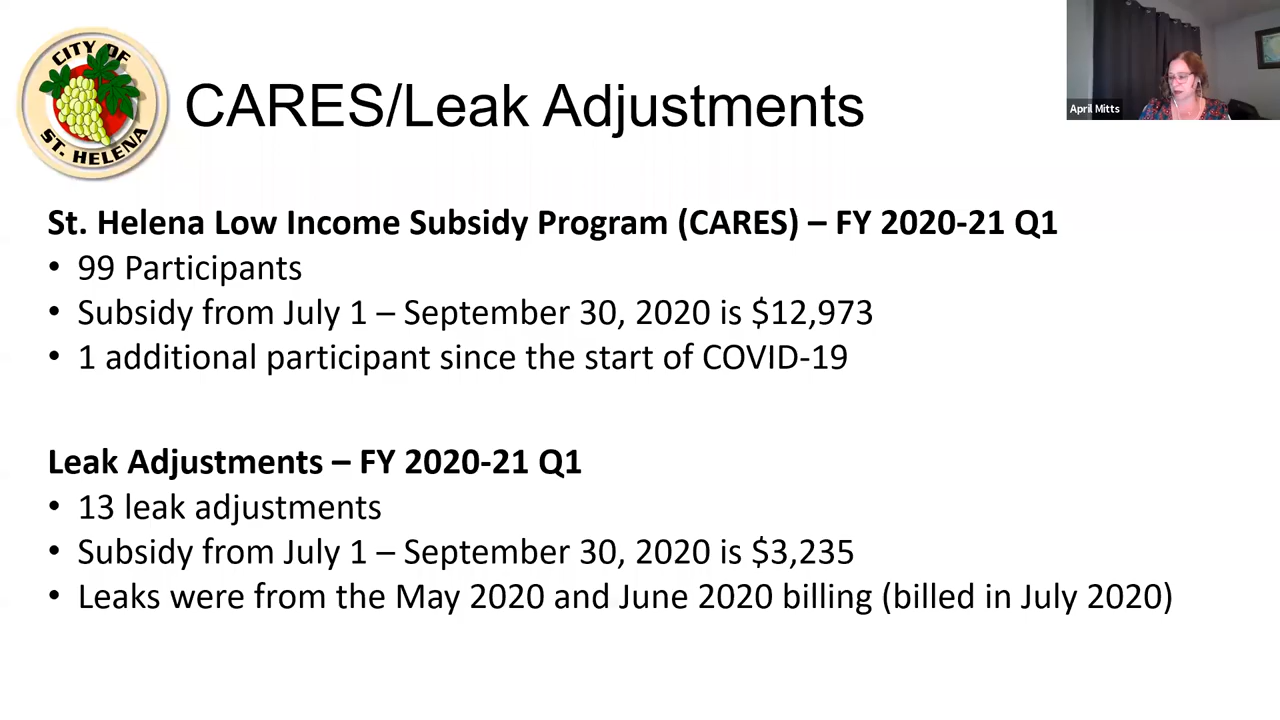 CITY OF
ST. HELENA
CARES/Leak Adjustments
April Mitts
St. Helena Low Income Subsidy Program (CARES) – FY 2020-21 Q1
• 99 Participants
• Subsidy from July 1 – September 30, 2020 is $12,973
• 1 additional participant since the start of COVID-19
Leak Adjustments – FY 2020-21 Q1
• 13 leak adjustments
• Subsidy from July 1 – September 30, 2020 is $3,235
• Leaks were from the May 2020 and June 2020 billing (billed in July 2020)